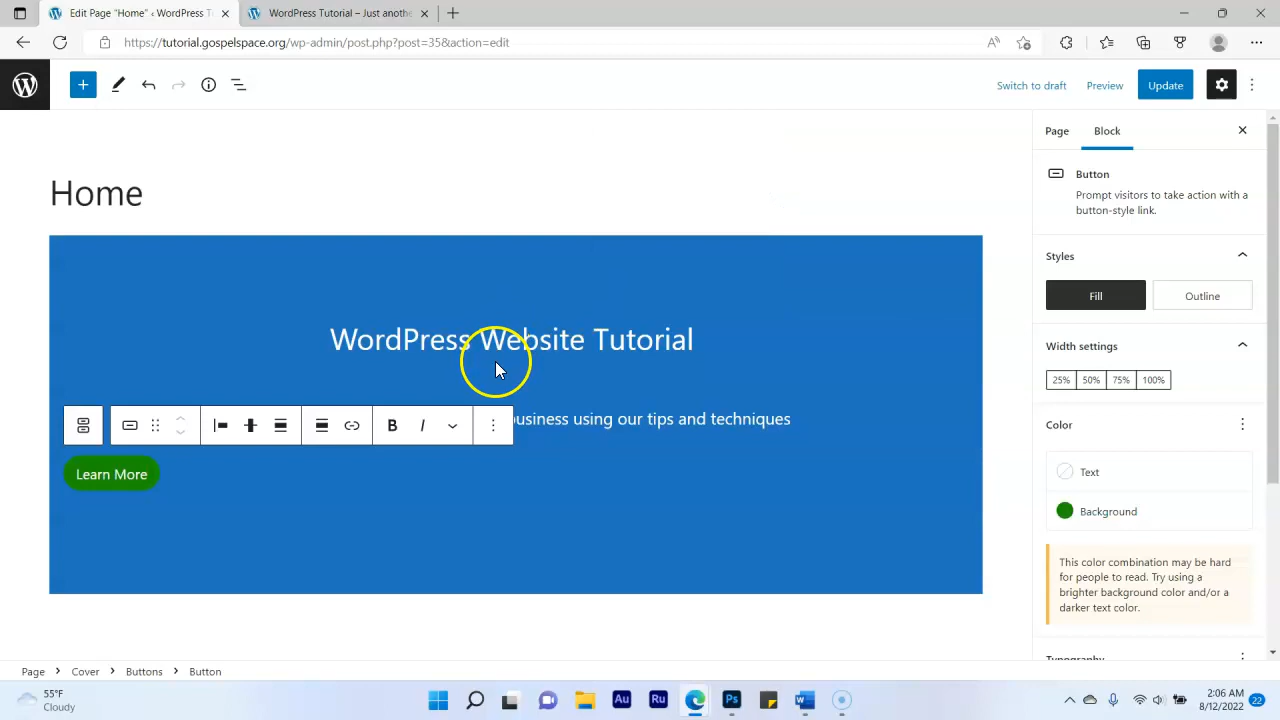 Edit Page "Home" – WordPress T
WordPress Tutorial – Just anothe
https://tutorial.gospelspace.org/wp-admin/post.php?post=35&action=edit
Switch to draft
Preview
Update
Page
Block
Button
Prompt visitors to take action with a
button-style link.
Home
Styles
Fill
Outline
WordPress Website Tutorial
Width settings
25%
50%
75%
100%
business using our tips and techniques
B
I
Color
Learn More
Text
Background
This color combination may be hard
for people to read. Try using a
brighter background color and/or a
darker text color.
Page
Cover
Buttons
Button
55°F
Cloudy
Au
Ru
Ps
2:06 AM
8/12/2022
22